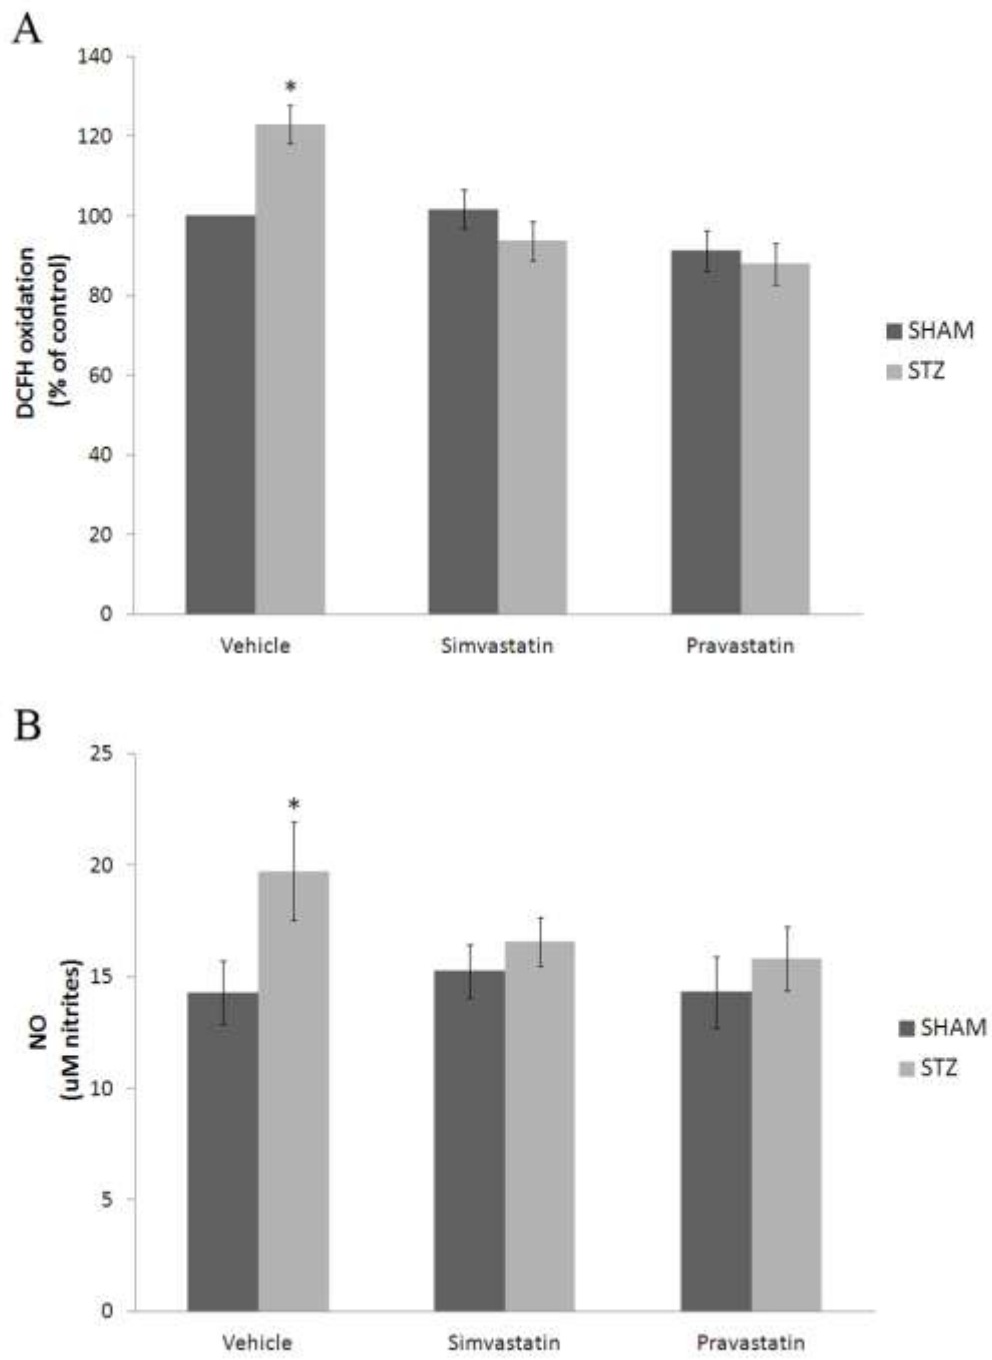 A
140
*
120
100
80
60
40
20
0
DCFH oxidation
(% of control)
SHAM
STZ
Vehicle Simvastatin Pravastatin
B
25
*
20
15
10
5
0
NO
(uM nitrites)
SHAM
STZ
Vehicle Simvastatin Pravastatin